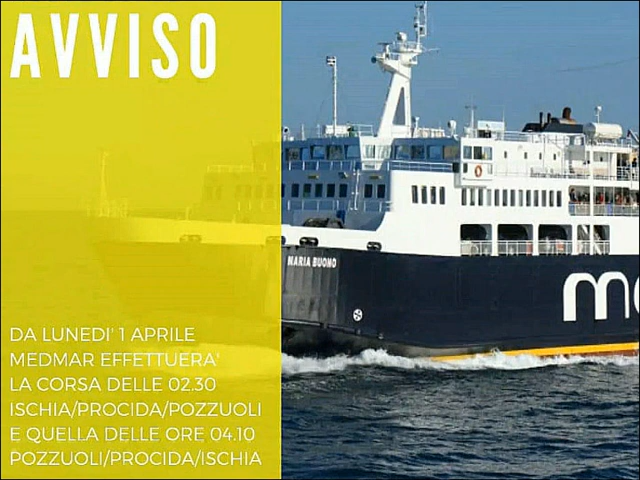 AVVISO
MARIA BUONO
DA LUNEDI' 1 APRILE
MEDMAR EFFETTUERA'
LA CORSA DELLE 02.30
ISCHIA/PROCIDA/POZZUOLI
E QUELLA DELLE ORE 04.10
POZZUOLI/PROCIDA/ISCHIA